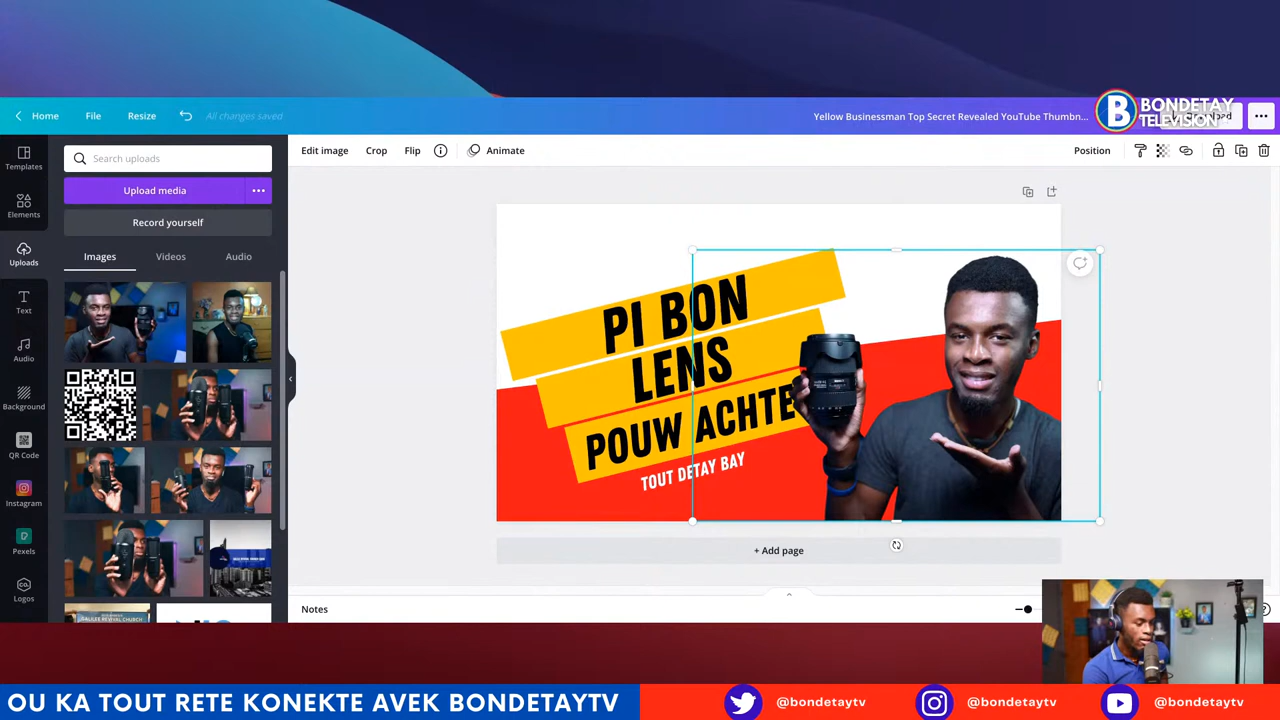 Home
File
Resize
All changes saved
Yellow Businessman Top Secret Revealed YouTube Thumbn...
B BONDETAY
TELEVISION
Templates
Elements
Uploads
Text
Audio
Background
QR Code
Instagram
Pexels
Logos
Search uploads
Upload media
Record yourself
Images
Videos
Audio
Edit image
Crop
Flip
Animate
Position
PI BON
LENS
POUW ACHTE
TOUT DETAY BAY
+ Add page
Notes
OU KA TOUT RETE KONEKTE AVEK BONDETAYTV
@bondetaytv
@bondetaytv
@bondetaytv